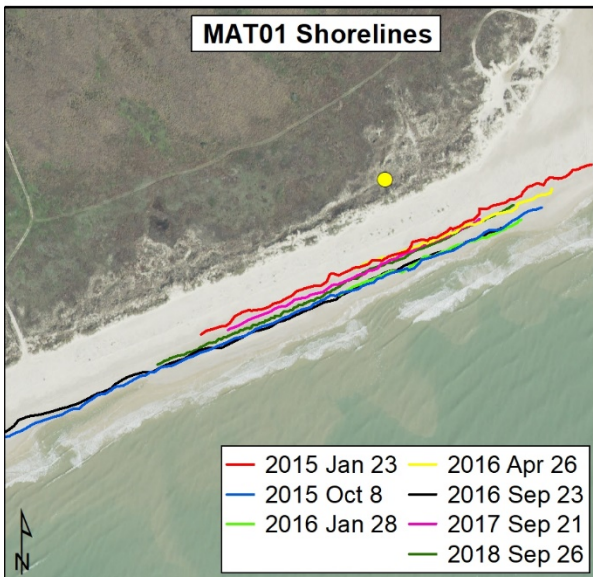 MAT01 Shorelines
2015 Jan 23
2016 Apr 26
2015 Oct 8
2016 Sep 23
2016 Jan 28
2017 Sep 21
2018 Sep 26
N